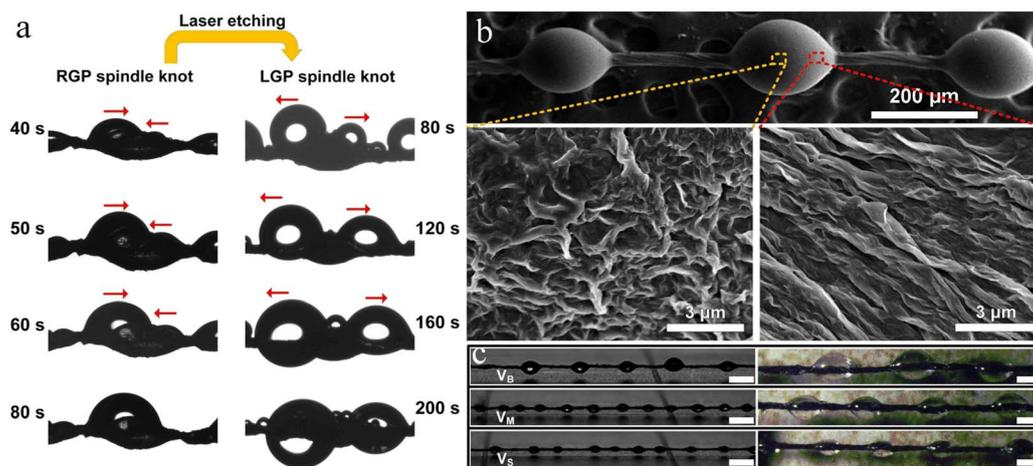 a
Laser etching
RGP spindle knot
LGP spindle knot
40 s
80 s
50 s
120 s
60 s
160 s
80 s
200 s
b
200 μm
3 μm
3 μm
c
V_B
V_M
V_S